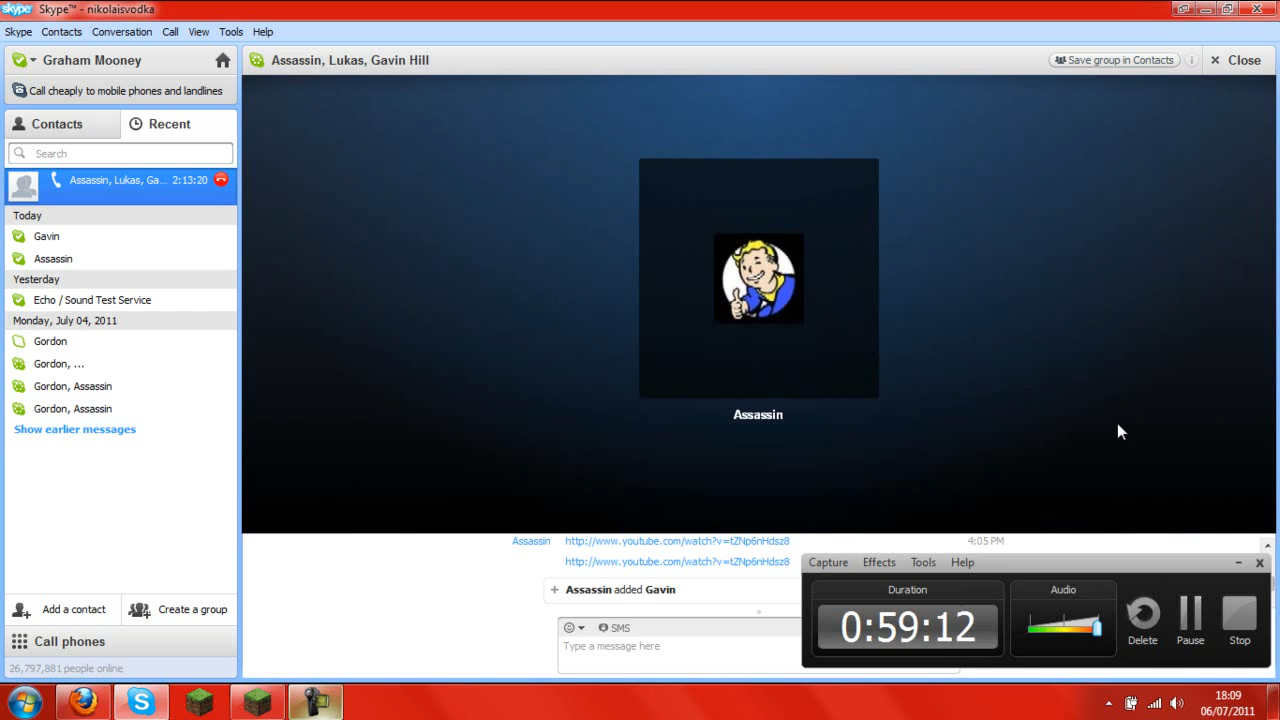 Skype™ - nikolaisvodka
Skype Contacts Conversation Call View Tools Help
Graham Mooney
Call cheaply to mobile phones and landlines
Contacts
Recent
Search
Assassin, Lukas, Ga... 2:13:20
Today
Gavin
Assassin
Yesterday
Echo / Sound Test Service
Monday, July 04, 2011
Gordon
Gordon, ...
Gordon, Assassin
Gordon, Assassin
Show earlier messages
Add a contact
Create a group
Call phones
26,797,881 people online
Assassin, Lukas, Gavin Hill
Save group in Contacts
Close
Assassin
Assassin http://www.youtube.com/watch?v=tZNp6nHdsz8 4:05 PM
http://www.youtube.com/watch?v=tZNp6nHdsz8
Assassin added Gavin
SMS
Type a message here
Capture Effects Tools Help
Duration
0:59:12
Audio
Delete
Pause
Stop
18:09
06/07/2011